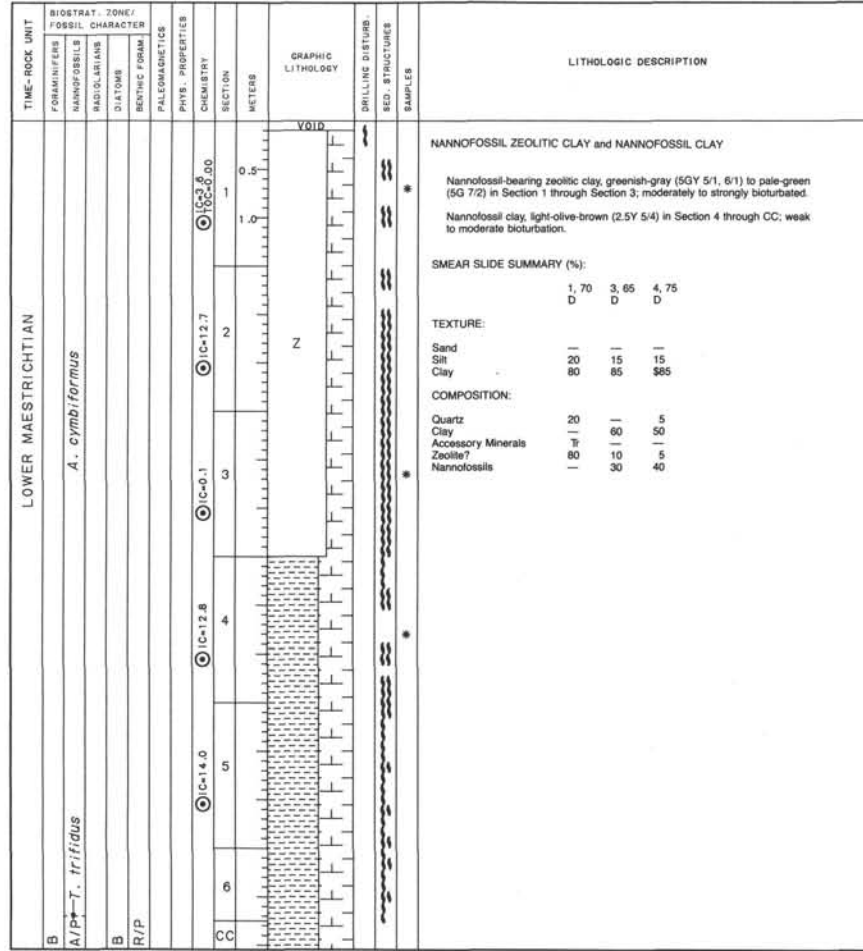 TIME-ROCK UNIT
BIOSTRAT. ZONE/
FOSSIL CHARACTER
FORAMINIFERS
NANNOFOSSILS
RADIOLARIANS
DIATOMS
BENTHIC FORAM.
PALEOMAGNETICS
PHYS. PROPERTIES
CHEMISTRY
SECTION
METERS
GRAPHIC
LITHOLOGY
DRILLING DISTURB.
SED. STRUCTURES
SAMPLES
LITHOLOGIC DESCRIPTION
LOWER MAESTRICHTIAN
B
A/P
T. trifidus
A. cymbiformus
B
R/P
IC=3.6
TOC=0.00
IC=12.7
IC=0.1
IC=12.8
IC=14.0
1
2
3
4
5
6
CC
0.5
1.0
VOID
Z
*
*
*
NANNOFOSSIL ZEOLITIC CLAY and NANNOFOSSIL CLAY
Nannofossil-bearing zeolitic clay, greenish-gray (5GY 5/1, 6/1) to pale-green
(5G 7/2) in Section 1 through Section 3; moderately to strongly bioturbated.
Nannofossil clay, light-olive-brown (2.5Y 5/4) in Section 4 through CC; weak
to moderate bioturbation.
SMEAR SLIDE SUMMARY (%):
1, 70 3, 65 4, 75
D D D
TEXTURE:
Sand — — —
Silt 20 15 15
Clay 80 85 $85
COMPOSITION:
Quartz 20 — 5
Clay — 60 50
Accessory Minerals Tr — —
Zeolite? 80 10 5
Nannofossils — 30 40